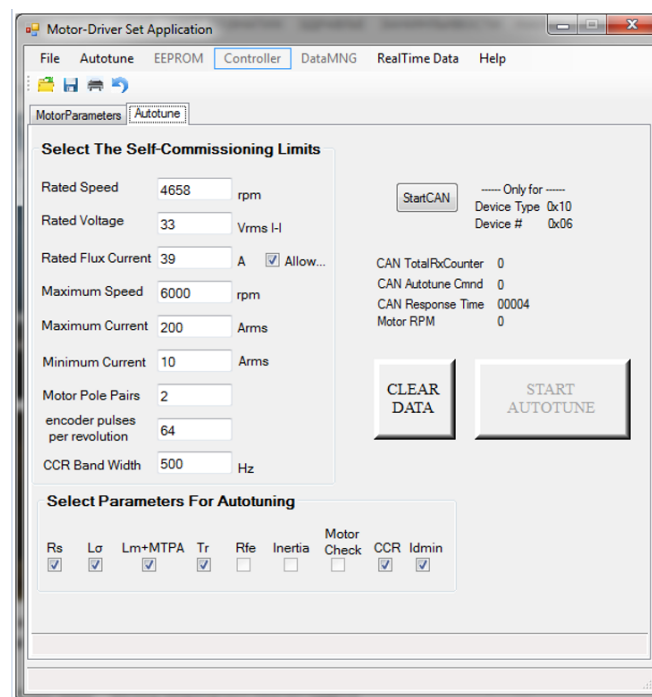 Motor-Driver Set Application
File Autotune EEPROM Controller DataMNG RealTime Data Help
MotorParameters Autotune
Select The Self-Commissioning Limits
Rated Speed 4658 rpm
Rated Voltage 33 Vrms l-l
Rated Flux Current 39 A Allow...
Maximum Speed 6000 rpm
Maximum Current 200 Arms
Minimum Current 10 Arms
Motor Pole Pairs 2
encoder pulses
per revolution 64
CCR Band Width 500 Hz
StartCAN
----- Only for -----
Device Type 0x10
Device # 0x06
CAN TotalRxCounter 0
CAN Autotune Cmnd 0
CAN Response Time 00004
Motor RPM 0
CLEAR
DATA
START
AUTOTUNE
Select Parameters For Autotuning
Rs Lσ Lm+MTPA Tr Rfe Inertia Motor
Check CCR Idmin